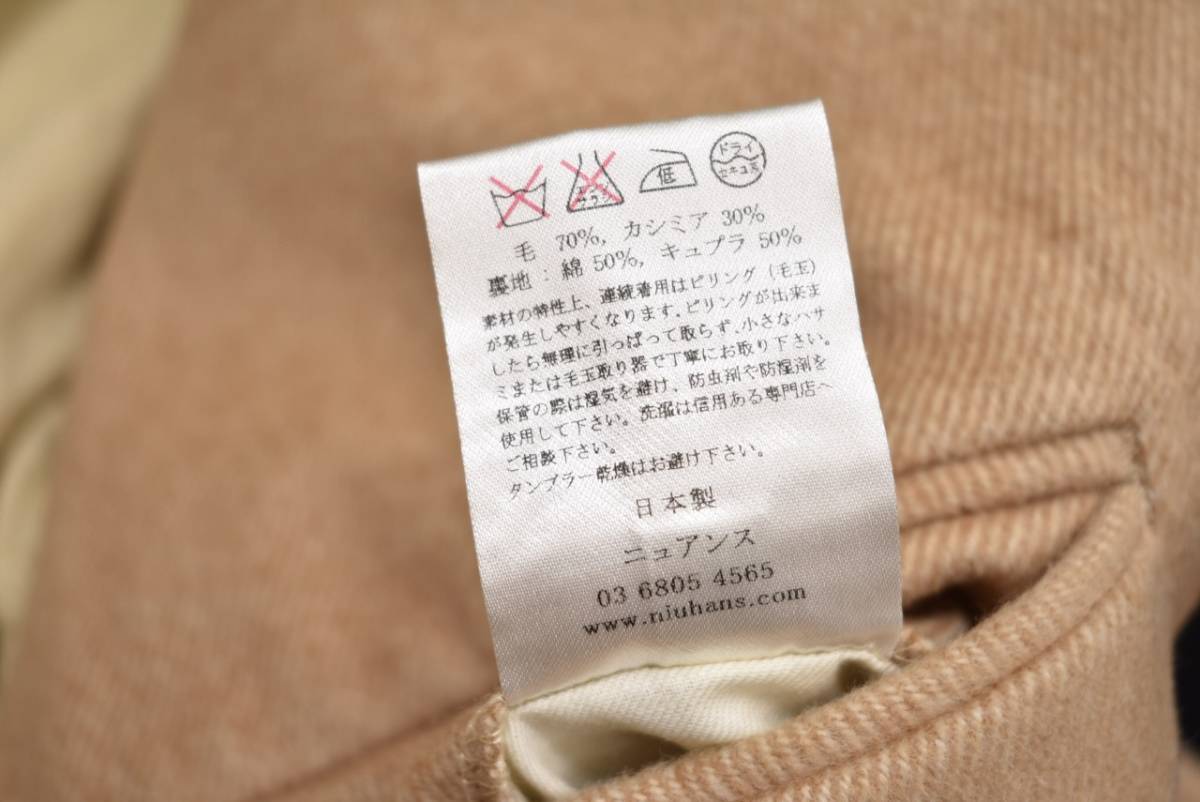 エンソ
サラシ
低
ドライ
セキユ系
毛 70%, カシミア 30%
裏地 : 綿 50%, キュプラ 50%
素材の特性上、連続着用はピリング (毛玉)
が発生しやすくなります。ピリングが出来ま
したら無理に引っぱって取らず、小さなハサ
ミまたは毛玉取り器で丁寧にお取り下さい。
保管の際は湿気を避け、防虫剤や防湿剤を
使用して下さい。洗濯は信用ある専門店へ
ご相談下さい。
タンブラー乾燥はお避け下さい。
日本製
ニュアンス
03 6805 4565
www.niuhans.com